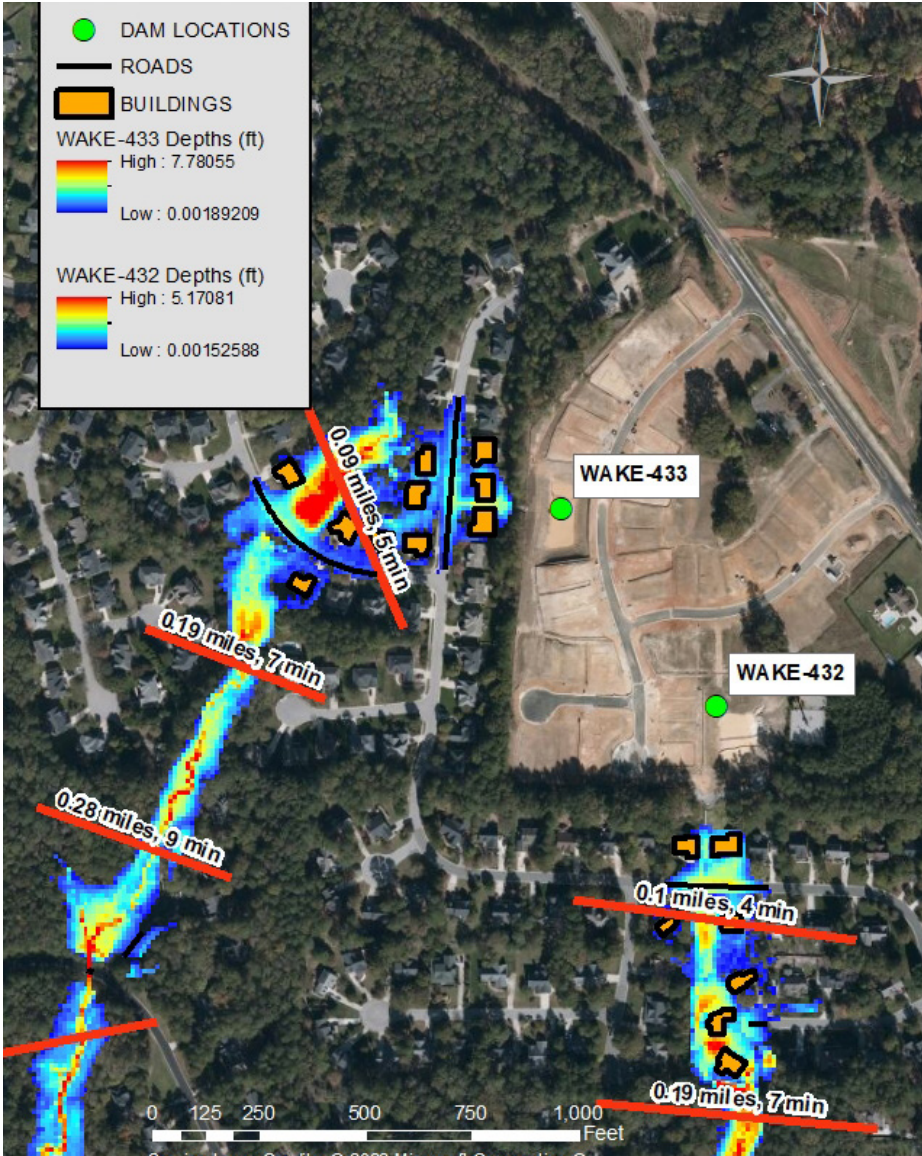 DAM LOCATIONS
ROADS
BUILDINGS
WAKE-433 Depths (ft)
High : 7.78055
Low : 0.00189209
WAKE-432 Depths (ft)
High : 5.17081
Low : 0.00152588
N
0.09 miles, 5 min
WAKE-433
0.19 miles, 7 min
WAKE-432
0.28 miles, 9 min
0.1 miles, 4 min
0.19 miles, 7 min
0 125 250 500 750 1,000
Feet